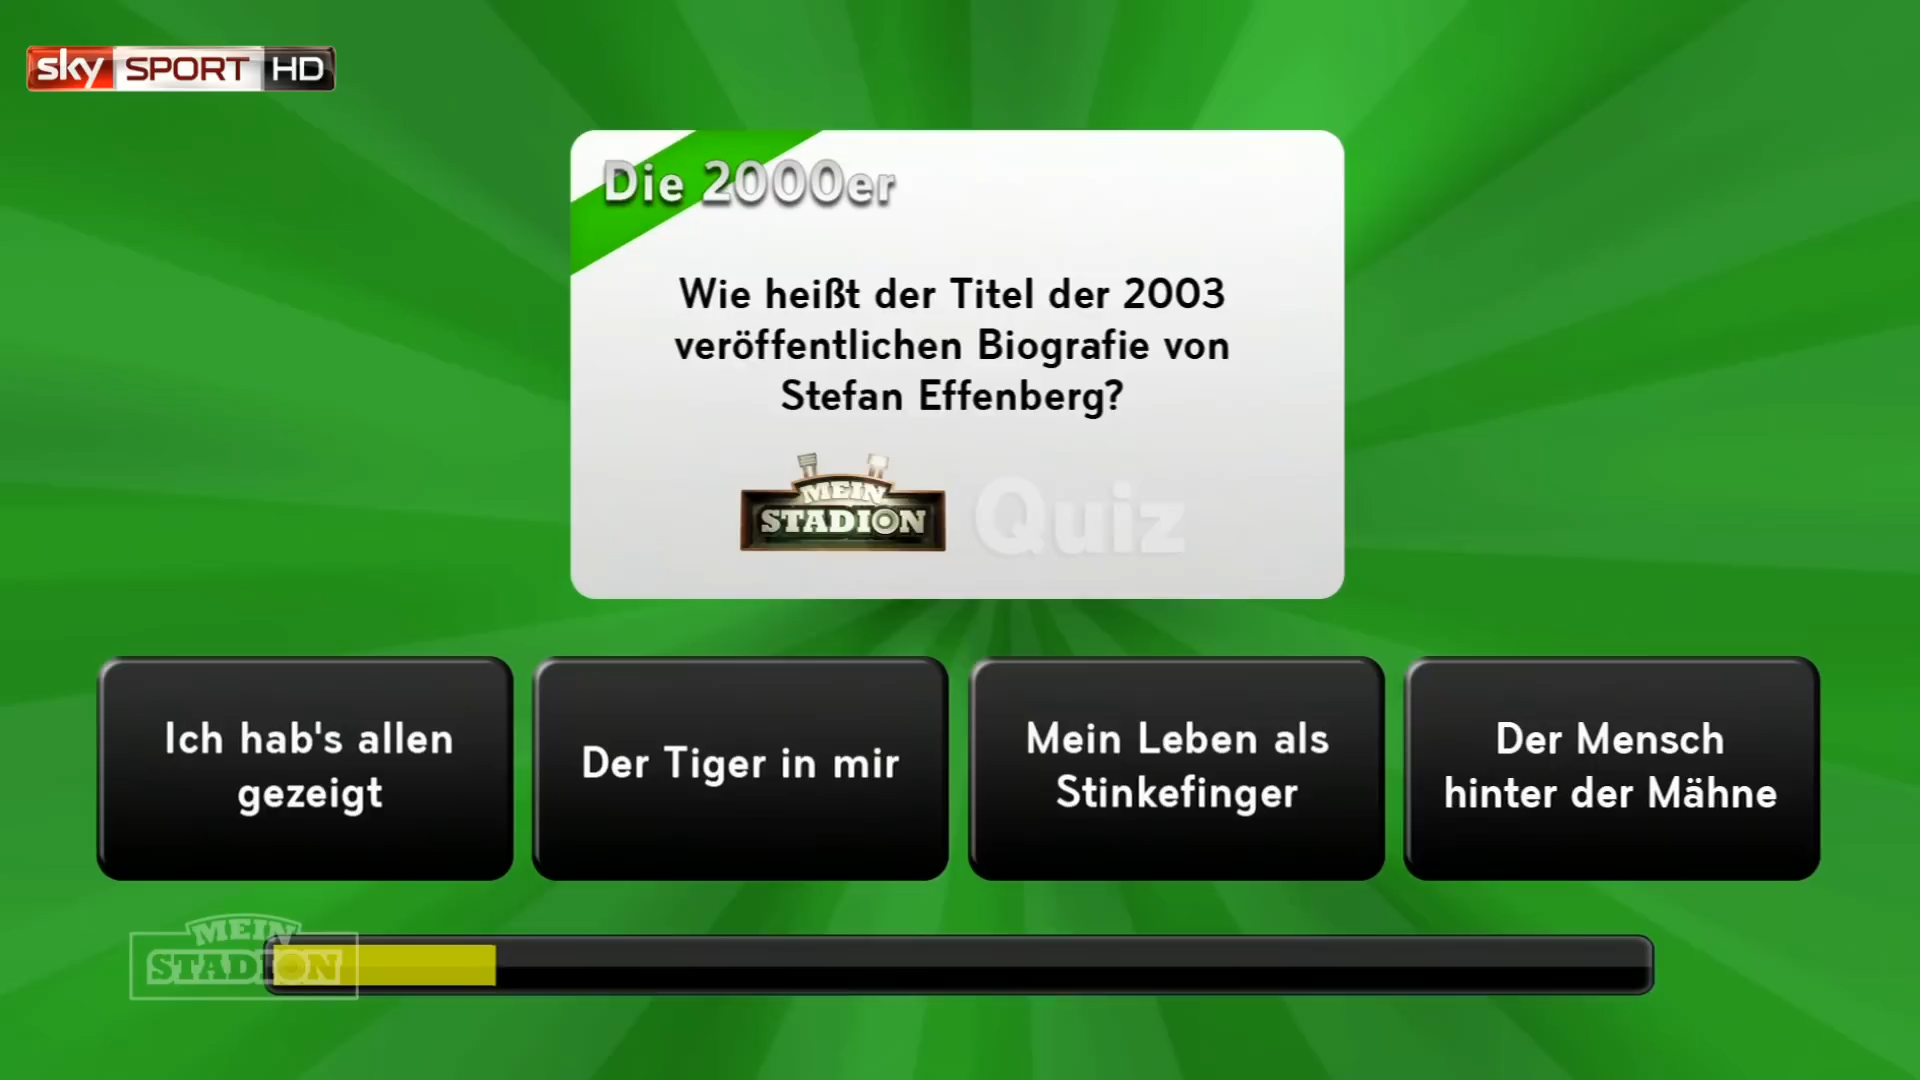 sky SPORT HD
Die 2000er
Wie heißt der Titel der 2003
veröffentlichen Biografie von
Stefan Effenberg?
MEIN
STADION
Quiz
Ich hab's allen
gezeigt
Der Tiger in mir
Mein Leben als
Stinkefinger
Der Mensch
hinter der Mähne
MEIN
STADION